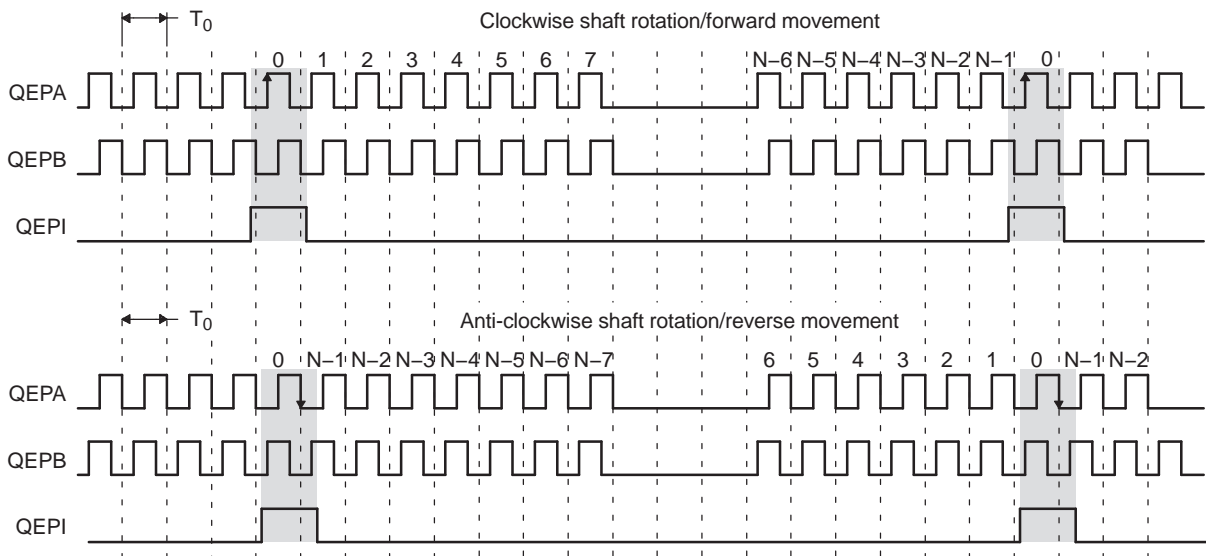 T0 Clockwise shaft rotation/forward movement
0 1 2 3 4 5 6 7 N–6 N–5 N–4 N–3 N–2 N–1 0
QEPA
QEPB
QEPI
T0 Anti-clockwise shaft rotation/reverse movement
0 N–1 N–2 N–3 N–4 N–5 N–6 N–7 6 5 4 3 2 1 0 N–1 N–2
QEPA
QEPB
QEPI